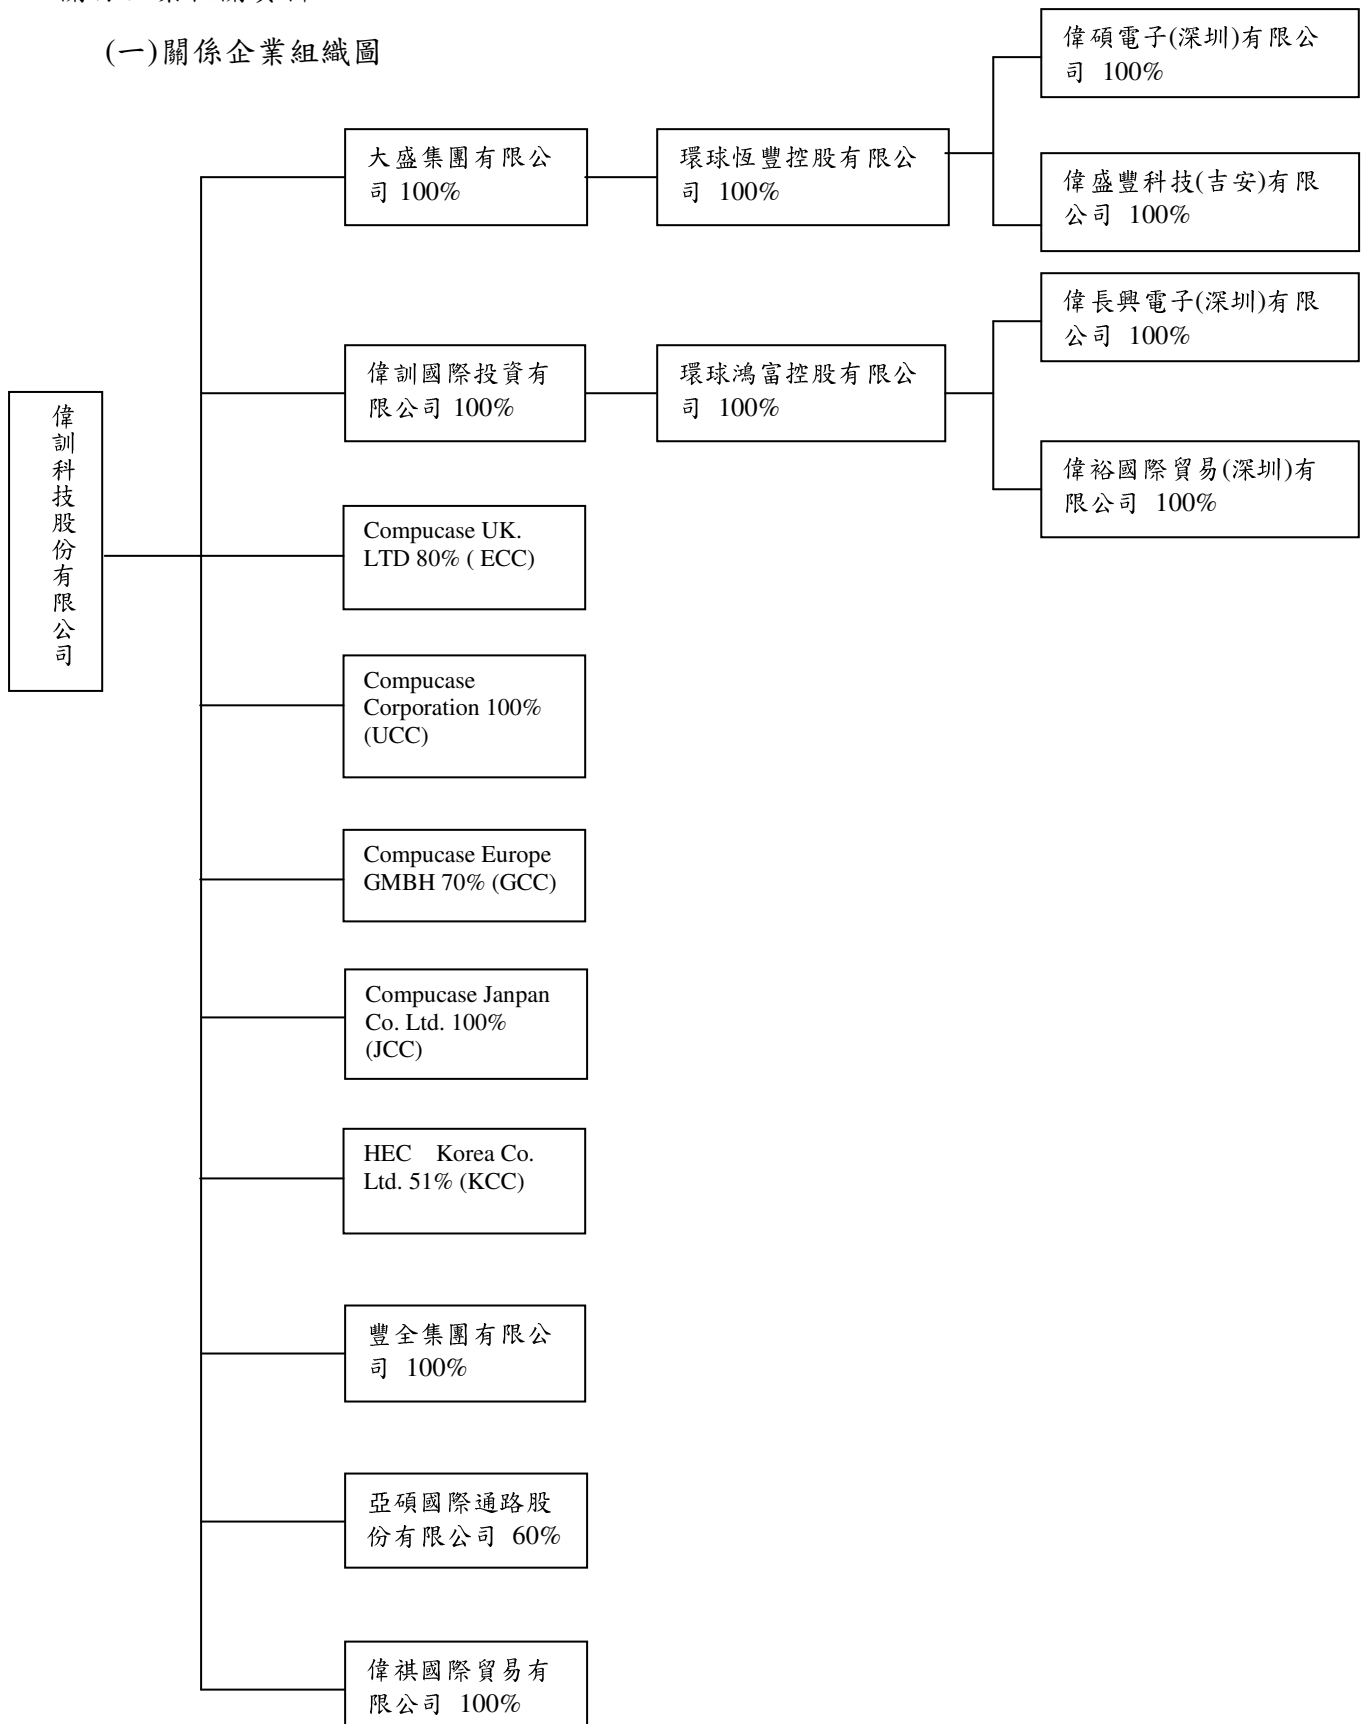 (一)關係企業組織圖
偉碩電子(深圳)有限公
司 100%
大盛集團有限公
司 100%
環球恆豐控股有限公
司 100%
偉盛豐科技(吉安)有限
公司 100%
偉長興電子(深圳)有限
公司 100%
偉訓國際投資有
限公司 100%
環球鴻富控股有限公
司 100%
偉裕國際貿易(深圳)有
限公司 100%
偉訓科技股份有限公司
Compucase UK.
LTD 80% ( ECC)
Compucase
Corporation 100%
(UCC)
Compucase Europe
GMBH 70% (GCC)
Compucase Janpan
Co. Ltd. 100%
(JCC)
HEC Korea Co.
Ltd. 51% (KCC)
豐全集團有限公
司 100%
亞碩國際通路股
份有限公司 60%
偉祺國際貿易有
限公司 100%